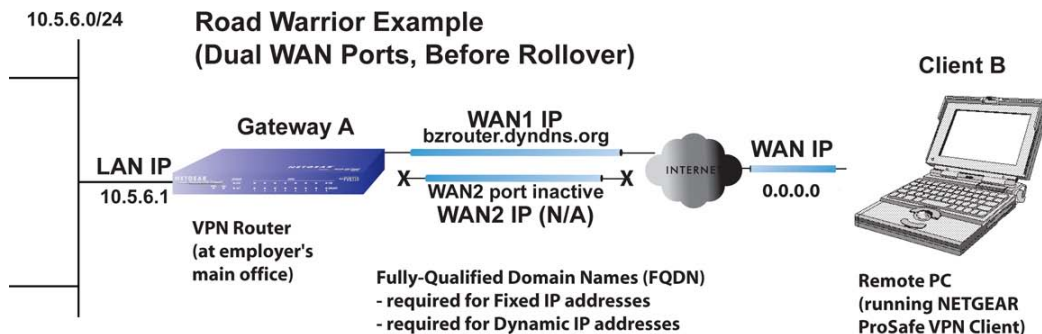 10.5.6.0/24
Road Warrior Example
(Dual WAN Ports, Before Rollover)
Client B
Gateway A
WAN1 IP
bzrouter.dyndns.org
LAN IP
10.5.6.1
NETGEAR
INTERNET
WAN IP
0.0.0.0
X
X
WAN2 port inactive
WAN2 IP (N/A)
VPN Router
(at employer's
main office)
Fully-Qualified Domain Names (FQDN)
- required for Fixed IP addresses
- required for Dynamic IP addresses
Remote PC
(running NETGEAR
ProSafe VPN Client)